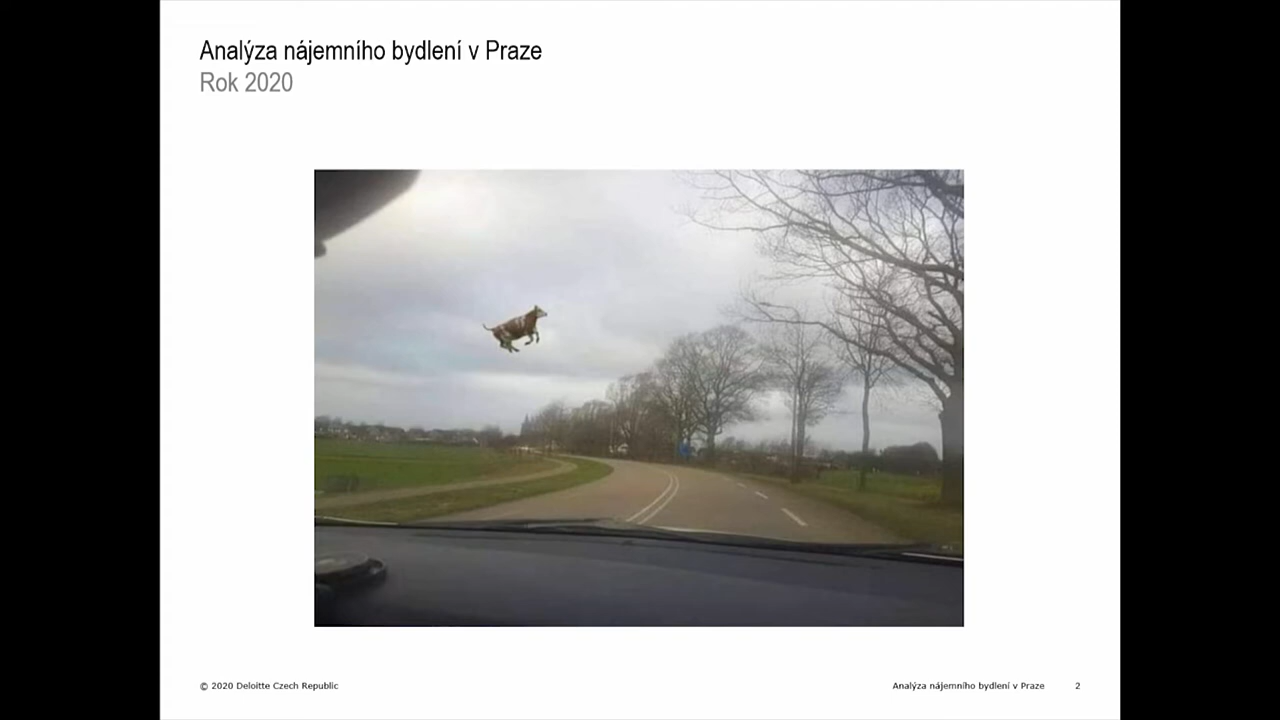 Analýza nájemního bydlení v Praze
Rok 2020
© 2020 Deloitte Czech Republic
Analýza nájemního bydlení v Praze 2